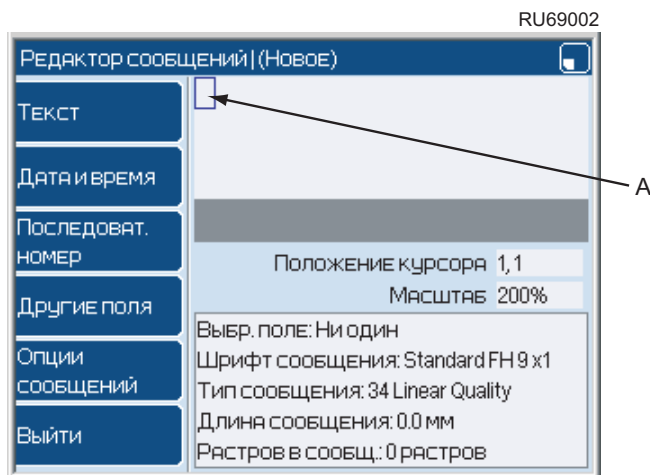 RU69002
Редактор сообщений | (Новое)
Текст
Дата и время
Последоват.
номер
Другие поля
Опции
сообщений
Выйти
A
Положение курсора 1,1
Масштаб 200%
Выбр. поле: Ни один
Шрифт сообщения: Standard FH 9 x1
Тип сообщения: 34 Linear Quality
Длина сообщения: 0.0 мм
Растров в сообщ.: 0 растров